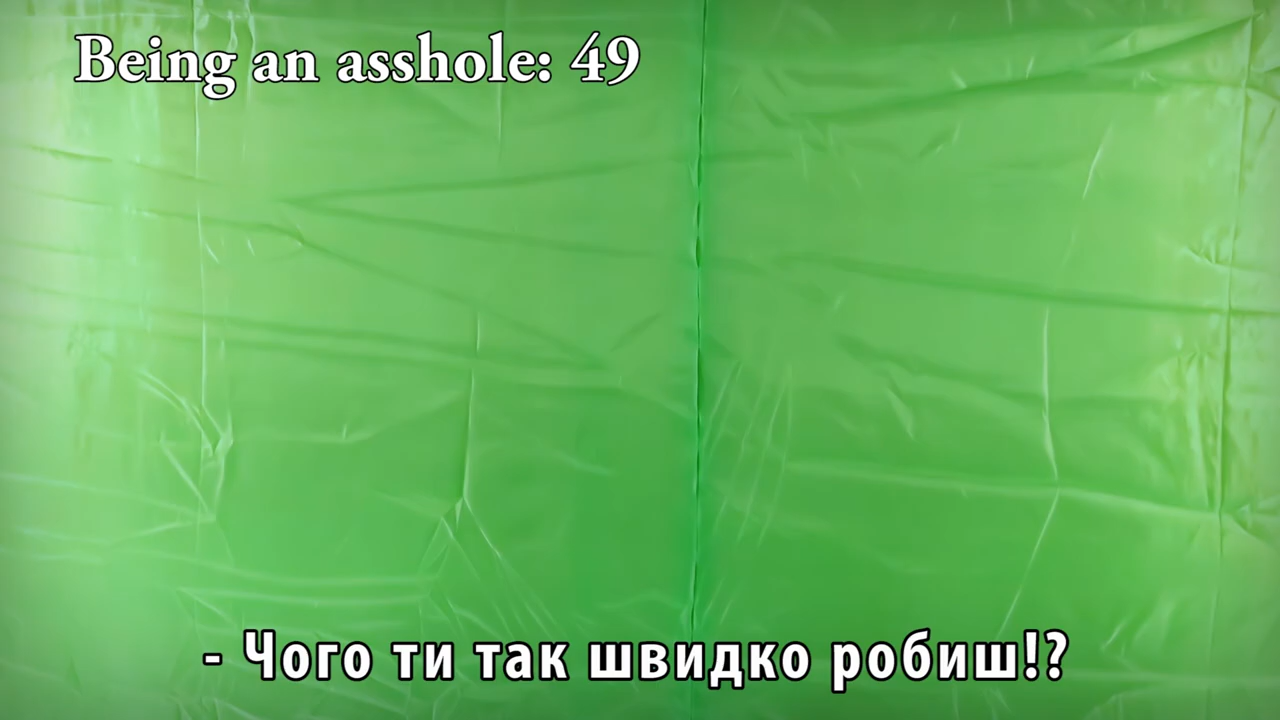 Being an asshole: 49
- Чого ти так швидко робиш!?